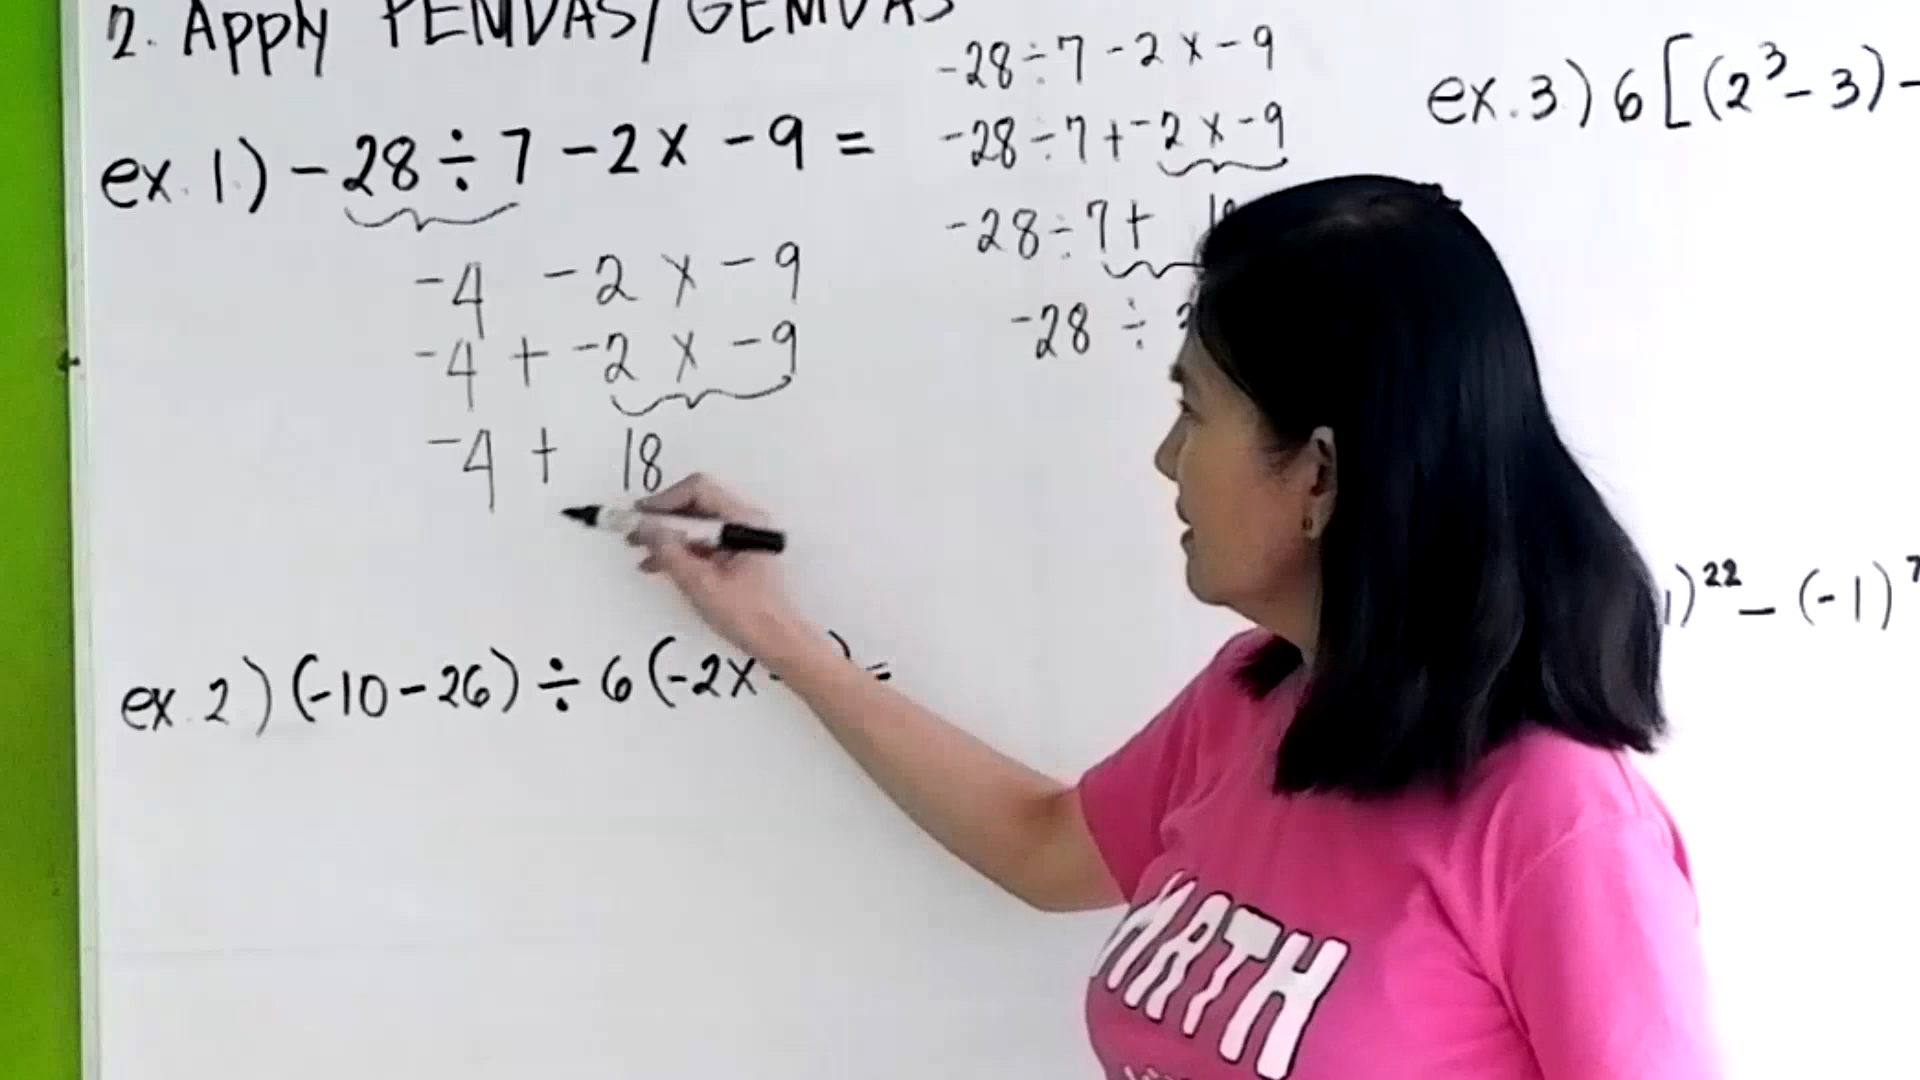 2. Apply PEMDAS/GEMDAS
ex. 1.) -28 ÷ 7 - 2 x -9 =
-4 - 2 x -9
-4 + -2 x -9
-4 + 18
ex. 2) (-10 - 26) ÷ 6 (-2 x - ) =
-28 ÷ 7 - 2 x -9
-28 ÷ 7 + -2 x -9
-28 ÷ 7 +
-28 ÷
ex. 3) 6 [(2³ - 3) -
)²² - (-1)⁷
MATH